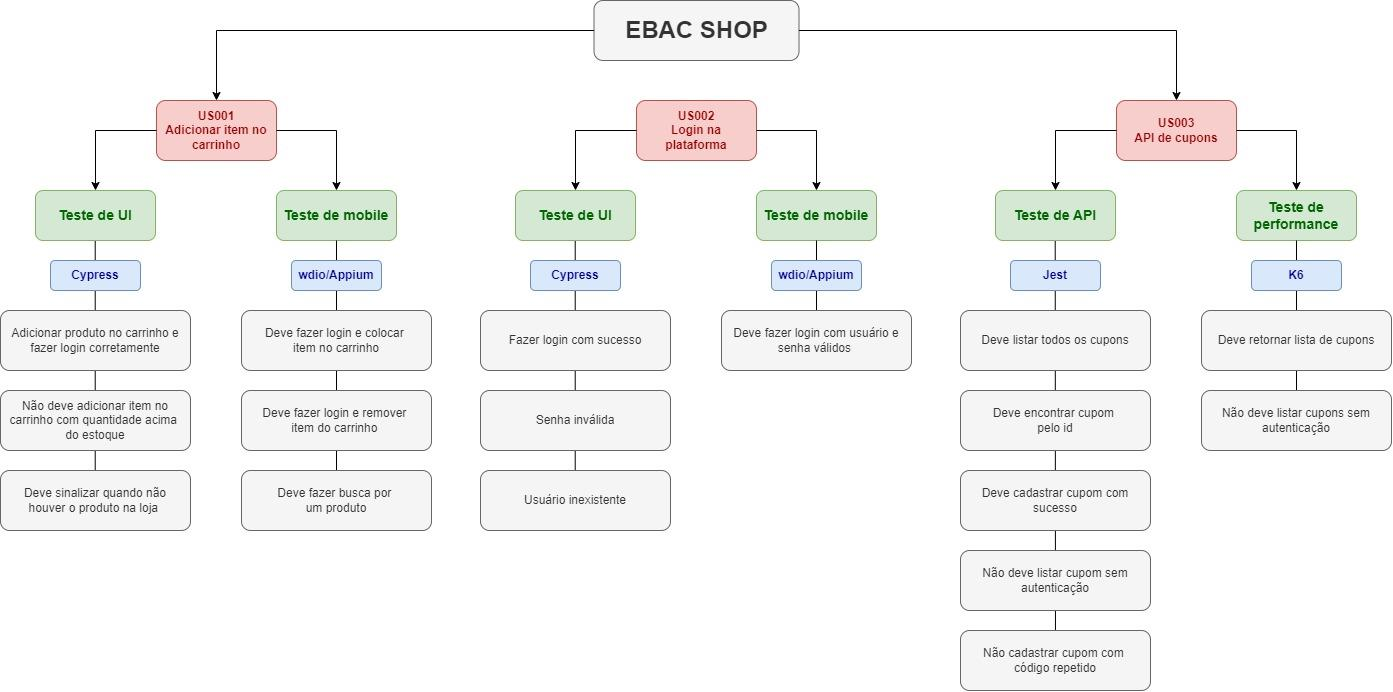 EBAC SHOP
US001
Adicionar item no
carrinho
US002
Login na
plataforma
US003
API de cupons
Teste de UI
Teste de mobile
Teste de UI
Teste de mobile
Teste de API
Teste de
performance
Cypress
wdio/Appium
Cypress
wdio/Appium
Jest
K6
Adicionar produto no carrinho e
fazer login corretamente
Não deve adicionar item no
carrinho com quantidade acima
do estoque
Deve sinalizar quando não
houver o produto na loja
Deve fazer login e colocar
item no carrinho
Deve fazer login e remover
item do carrinho
Deve fazer busca por
um produto
Fazer login com sucesso
Senha inválida
Usuário inexistente
Deve fazer login com usuário e
senha válidos
Deve listar todos os cupons
Deve encontrar cupom
pelo id
Deve cadastrar cupom com
sucesso
Não deve listar cupom sem
autenticação
Não cadastrar cupom com
código repetido
Deve retornar lista de cupons
Não deve listar cupons sem
autenticação